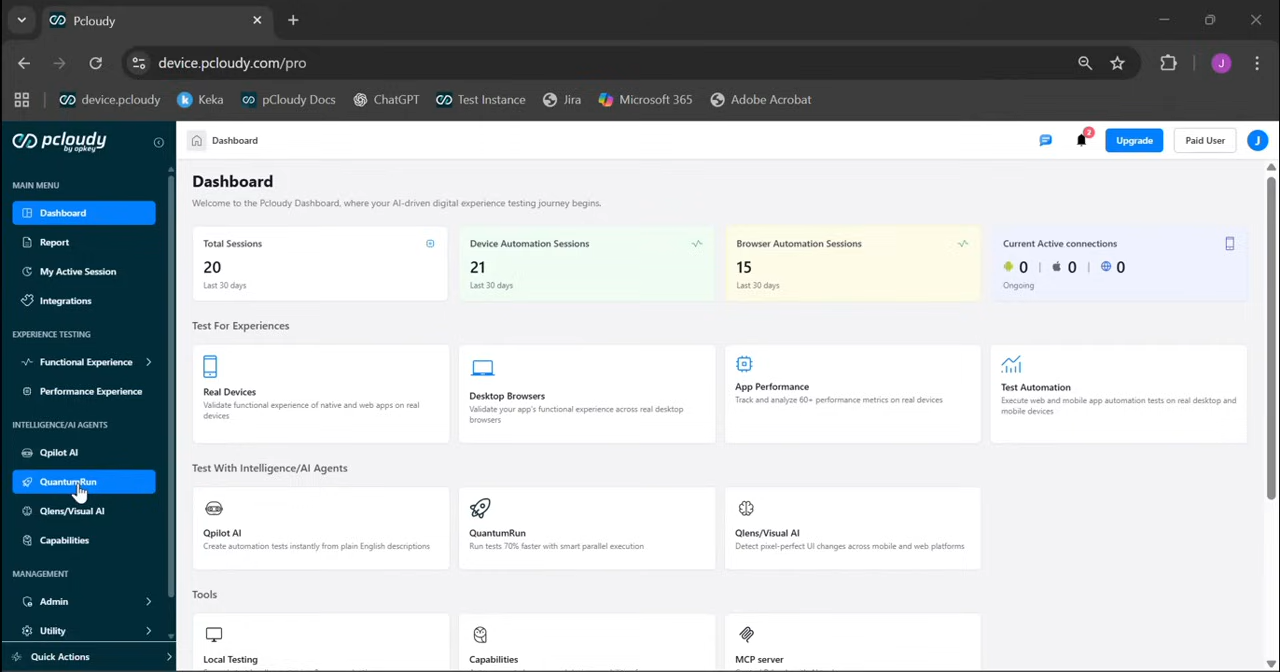 Pcloudy
device.pcloudy.com/pro
J
device.pcloudy
Keka
pCloudy Docs
ChatGPT
Test Instance
Jira
Microsoft 365
Adobe Acrobat
pcloudy
by opkey
MAIN MENU
Dashboard
Report
My Active Session
Integrations
EXPERIENCE TESTING
Functional Experience
Performance Experience
INTELLIGENCE/AI AGENTS
Qpilot AI
QuantumRun
Qlens/Visual AI
Capabilities
MANAGEMENT
Admin
Utility
Quick Actions
Dashboard
2
Upgrade
Paid User
J
Dashboard
Welcome to the Pcloudy Dashboard, where your AI-driven digital experience testing journey begins.
Total Sessions
20
Last 30 days
Device Automation Sessions
21
Last 30 days
Browser Automation Sessions
15
Last 30 days
Current Active connections
0 | 0 | 0
Ongoing
Test For Experiences
Real Devices
Validate functional experience of native and web apps on real
devices
Desktop Browsers
Validate your app's functional experience across real desktop
browsers
App Performance
Track and analyze 60+ performance metrics on real devices
Test Automation
Execute web and mobile app automation tests on real desktop and
mobile devices
Test With Intelligence/AI Agents
Qpilot AI
Create automation tests instantly from plain English descriptions
QuantumRun
Run tests 70% faster with smart parallel execution
Qlens/Visual AI
Detect pixel-perfect UI changes across mobile and web platforms
Tools
Local Testing
Capabilities
MCP server